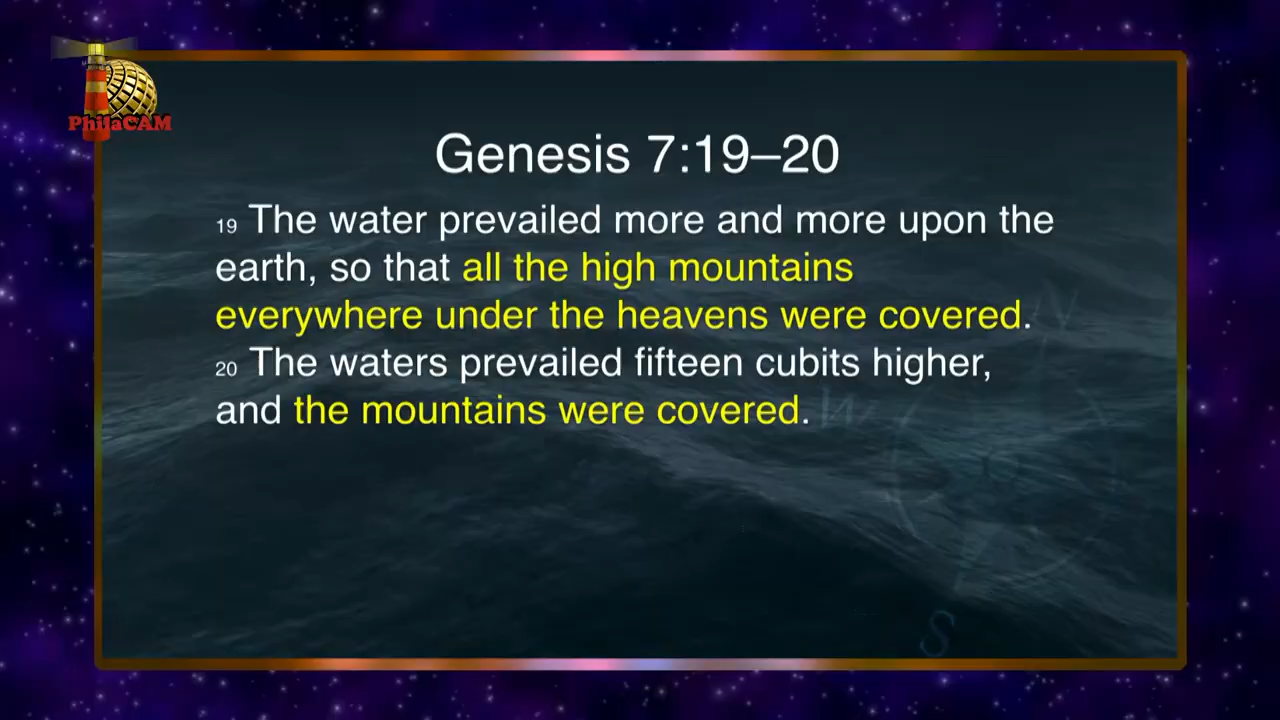 PhilaCAM
Genesis 7:19–20
19 The water prevailed more and more upon the
earth, so that all the high mountains
everywhere under the heavens were covered.
20 The waters prevailed fifteen cubits higher,
and the mountains were covered.
N
W
S